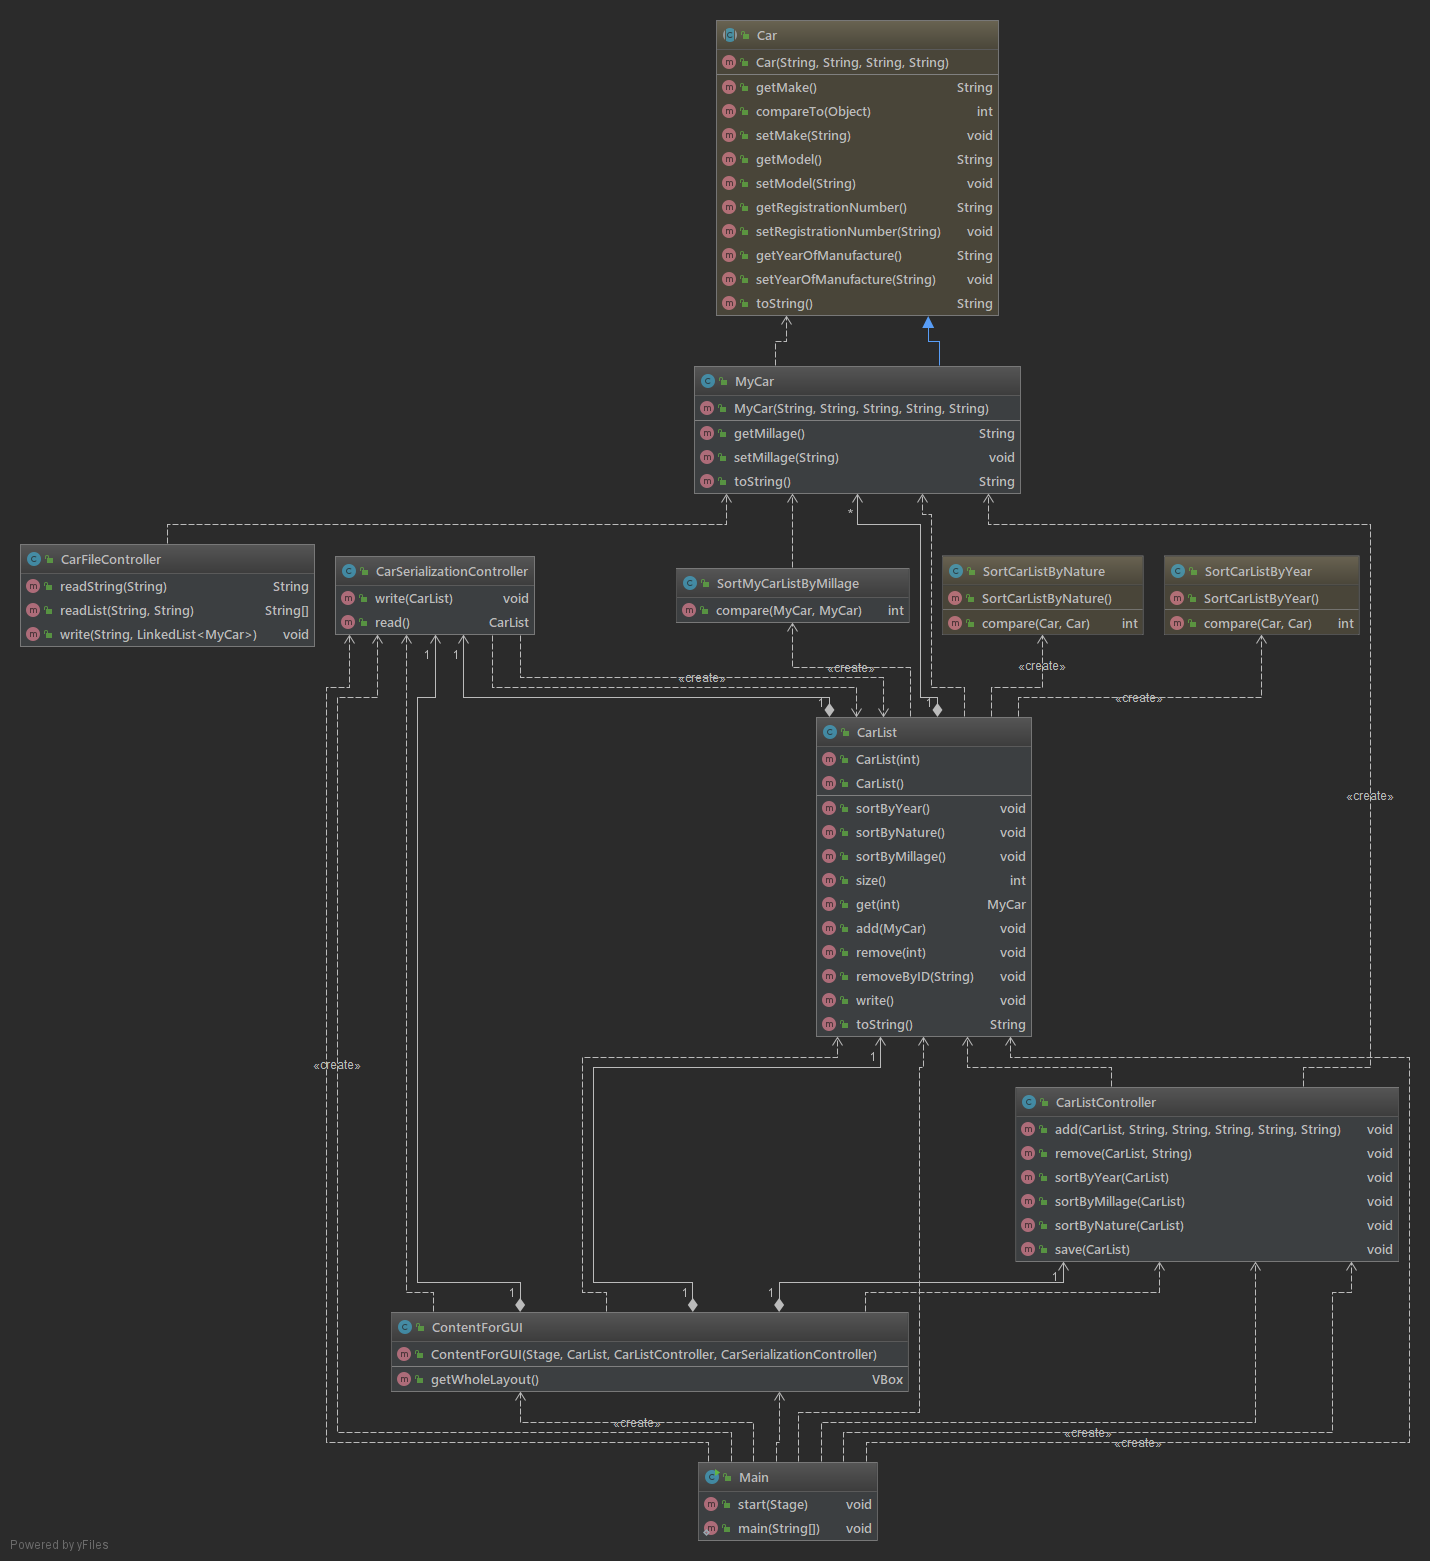 Car
Car(String, String, String, String)
getMake() String
compareTo(Object) int
setMake(String) void
getModel() String
setModel(String) void
getRegistrationNumber() String
setRegistrationNumber(String) void
getYearOfManufacture() String
setYearOfManufacture(String) void
toString() String
MyCar
MyCar(String, String, String, String, String)
getMillage() String
setMillage(String) void
toString() String
*
CarFileController
readString(String) String
readList(String, String) String[]
write(String, LinkedList<MyCar>) void
CarSerializationController
write(CarList) void
read() CarList
SortMyCarListByMillage
compare(MyCar, MyCar) int
SortCarListByNature
SortCarListByNature()
compare(Car, Car) int
SortCarListByYear
SortCarListByYear()
compare(Car, Car) int
1
1
«create»
«create»
«create»
«create»
1
1
CarList
CarList(int)
CarList()
sortByYear() void
sortByNature() void
sortByMillage() void
size() int
get(int) MyCar
add(MyCar) void
remove(int) void
removeByID(String) void
write() void
toString() String
«create»
1
«create»
CarListController
add(CarList, String, String, String, String, String) void
remove(CarList, String) void
sortByYear(CarList) void
sortByMillage(CarList) void
sortByNature(CarList) void
save(CarList) void
1
1
1
1
ContentForGUI
ContentForGUI(Stage, CarList, CarListController, CarSerializationController)
getWholeLayout() VBox
«create»
«create»
«create»
Main
start(Stage) void
main(String[]) void
Powered by yFiles